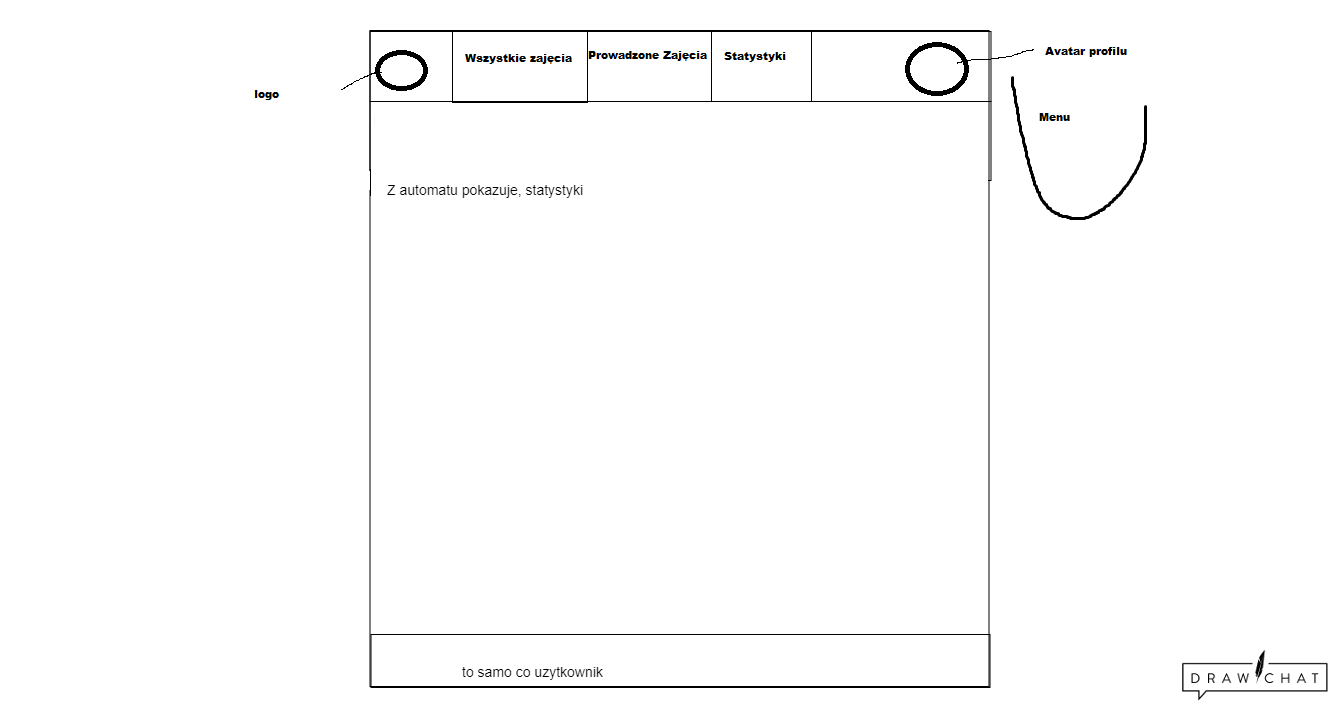 Wszystkie zajęcia
Prowadzone Zajęcia
Statystyki
Avatar profilu
logo
Menu
Z automatu pokazuje, statystyki
to samo co uzytkownik
DRAW CHAT